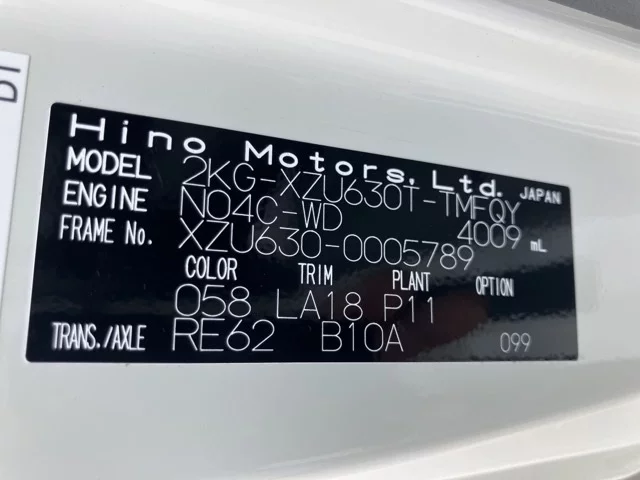 Hino Motors, Ltd. JAPAN
MODEL 2KG-XZU630T-TMFQY
ENGINE N04C-WD 4009 mL
FRAME No. XZU630-0005789
COLOR TRIM PLANT OPTION
058 LA18 P11
TRANS./AXLE RE62 B10A 099